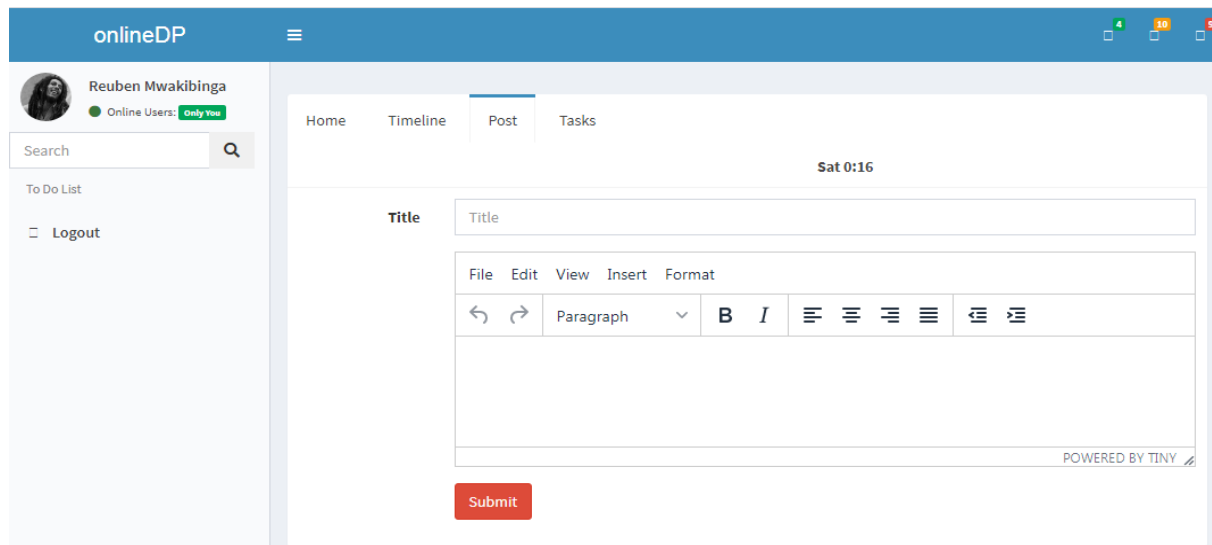 onlineDP
4 10
Reuben Mwakibinga
Online Users: Only You
Search
To Do List
Logout
Home Timeline Post Tasks
Sat 0:16
Title Title
File Edit View Insert Format
Paragraph B I
POWERED BY TINY
Submit